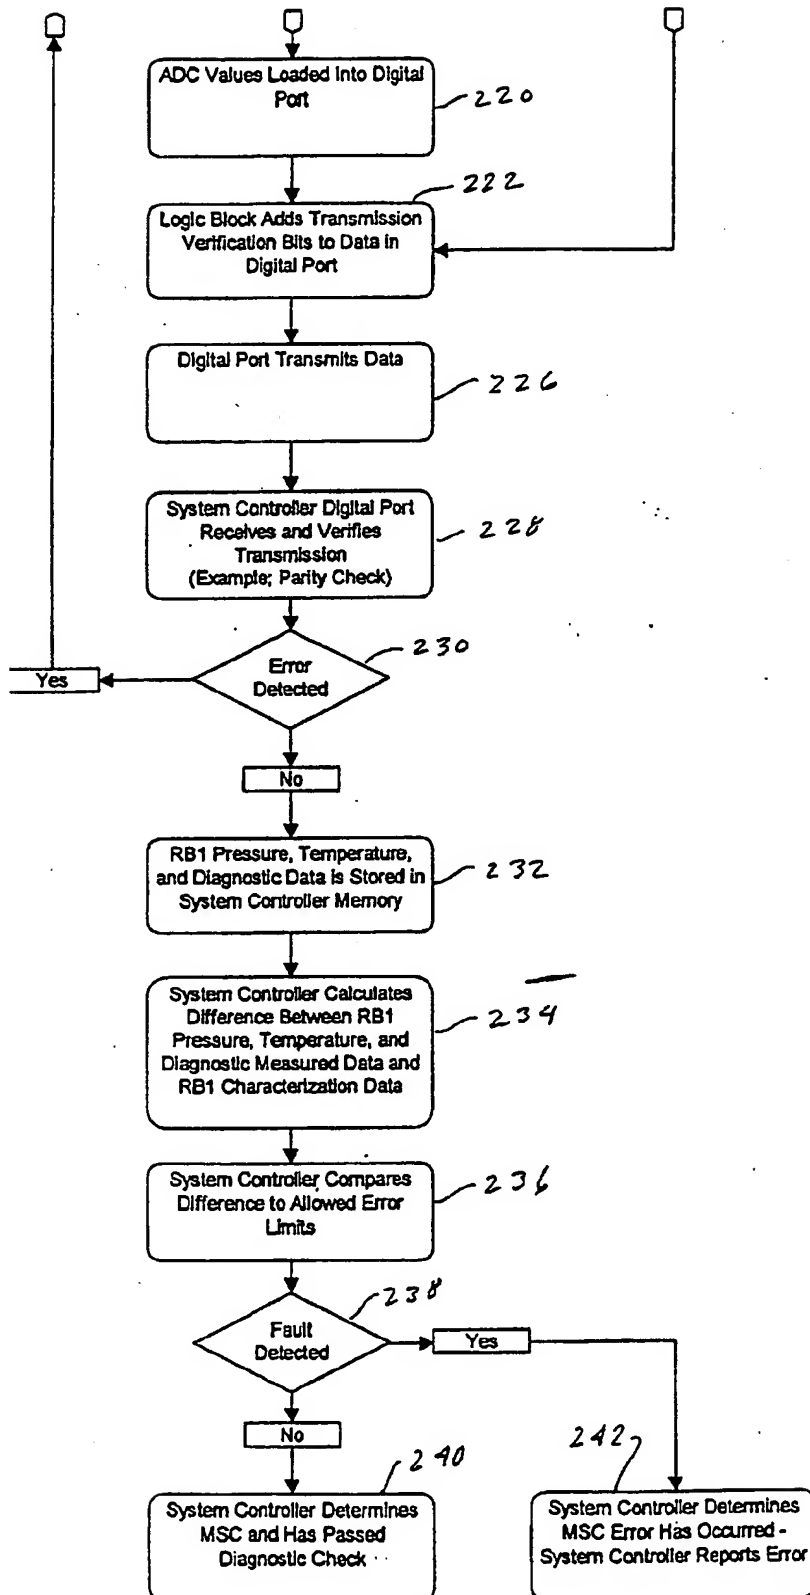 ADC Values Loaded Into Digital
Port
220
222
Logic Block Adds Transmission
Verification Bits to Data in
Digital Port
Digital Port Transmits Data
226
System Controller Digital Port
Receives and Verifies
Transmission
(Example; Parity Check)
228
230
Error
Detected
Yes
No
RB1 Pressure, Temperature,
and Diagnostic Data is Stored in
System Controller Memory
232
System Controller Calculates
Difference Between RB1
Pressure, Temperature, and
Diagnostic Measured Data and
RB1 Characterization Data
234
System Controller Compares
Difference to Allowed Error
Limits
236
238
Fault
Detected
Yes
No
240
242
System Controller Determines
MSC and Has Passed
Diagnostic Check
System Controller Determines
MSC Error Has Occurred -
System Controller Reports Error